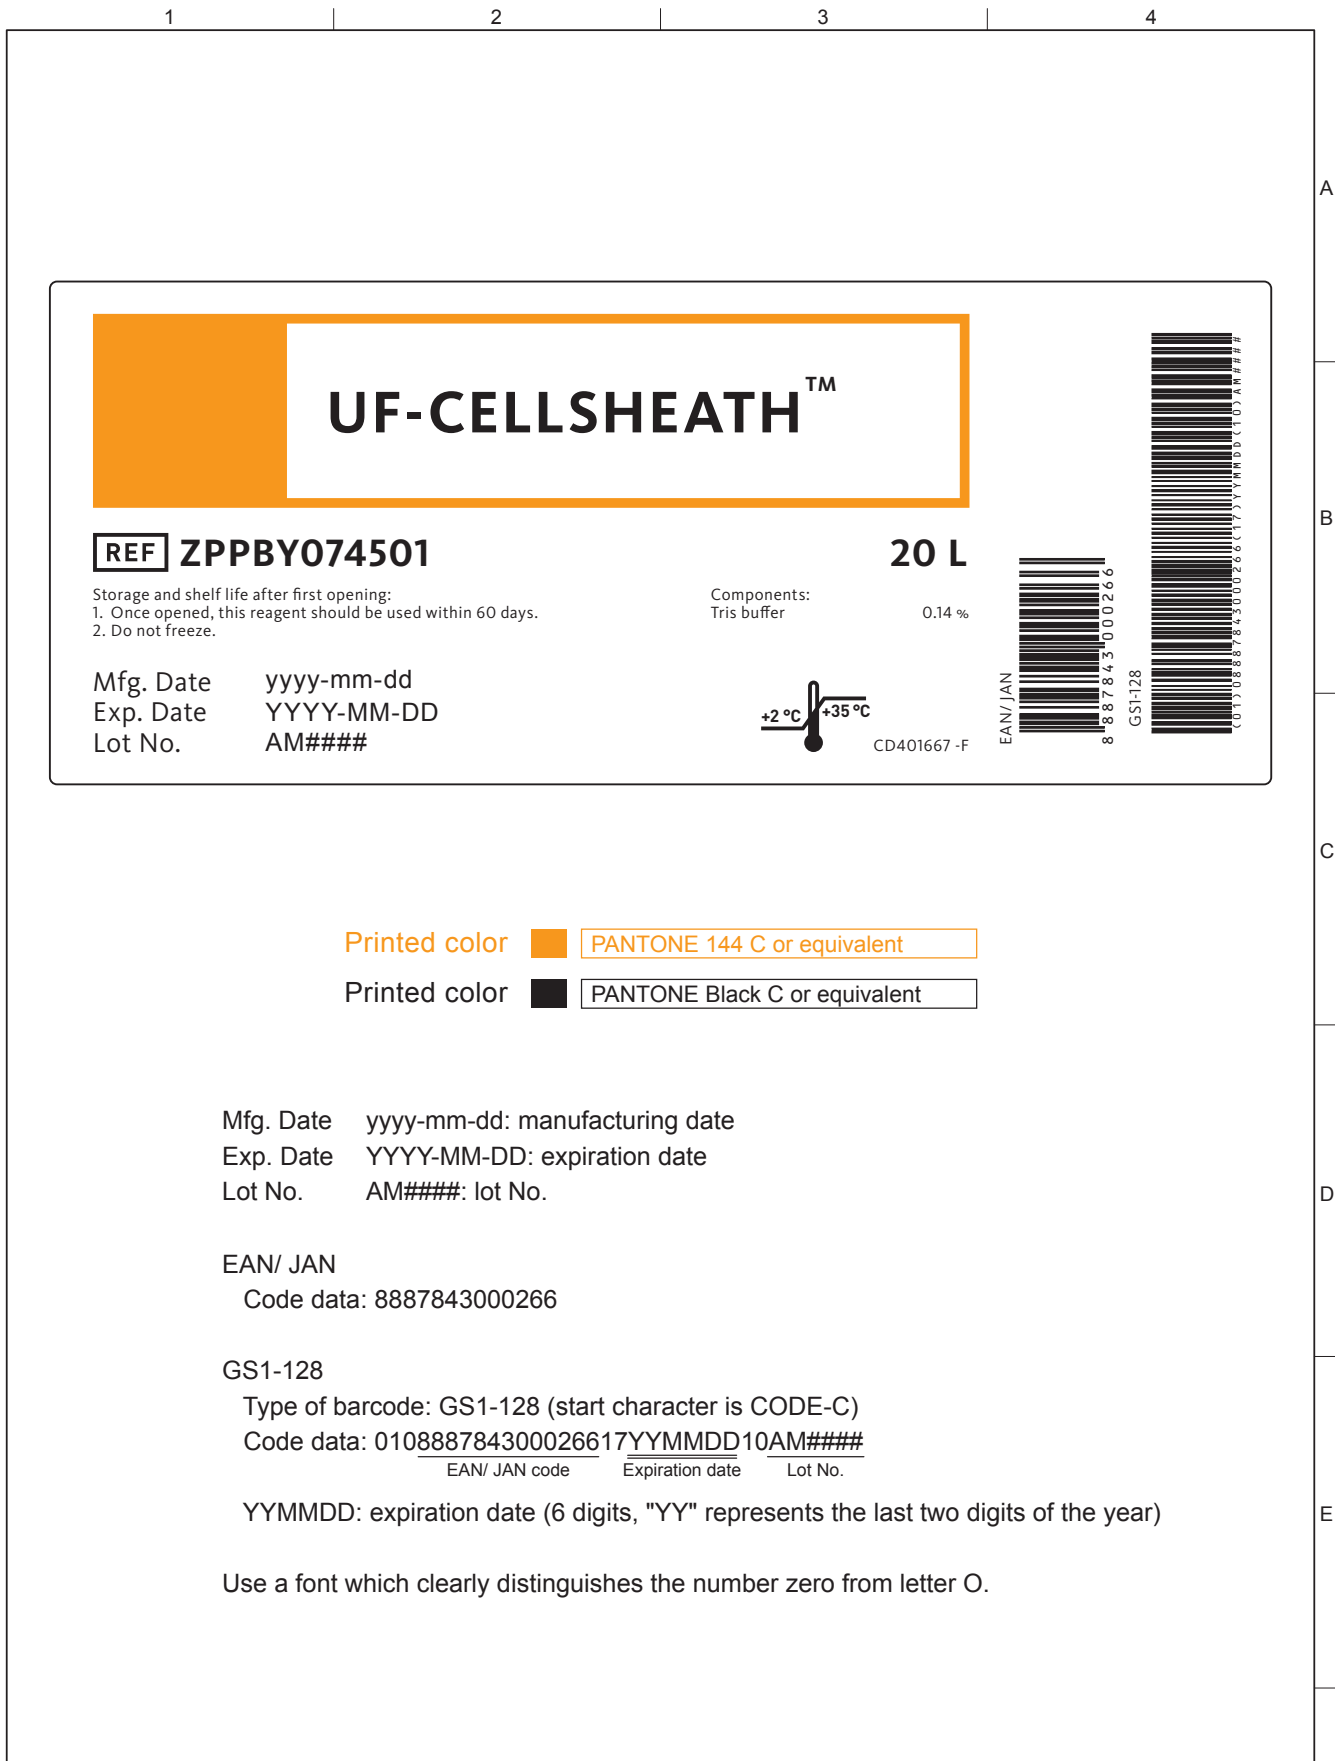 1 2 3 4
A
UF-CELLSHEATH™
B
REF ZPPBY074501 20 L
Storage and shelf life after first opening:
1. Once opened, this reagent should be used within 60 days.
2. Do not freeze.
Components:
Tris buffer 0.14 %
Mfg. Date yyyy-mm-dd
Exp. Date YYYY-MM-DD
Lot No. AM####
+2 °C +35 °C
CD401667 -F
EAN/ JAN
8 887843 000266
GS1-128
(01)08887843000266(17)YYMMDD(10)AM####
C
Printed color PANTONE 144 C or equivalent
Printed color PANTONE Black C or equivalent
Mfg. Date yyyy-mm-dd: manufacturing date
Exp. Date YYYY-MM-DD: expiration date
Lot No. AM####: lot No.
D
EAN/ JAN
Code data: 8887843000266
GS1-128
Type of barcode: GS1-128 (start character is CODE-C)
Code data: 010888784300026617YYMMDD10AM####
EAN/ JAN code Expiration date Lot No.
YYMMDD: expiration date (6 digits, "YY" represents the last two digits of the year)
E
Use a font which clearly distinguishes the number zero from letter O.